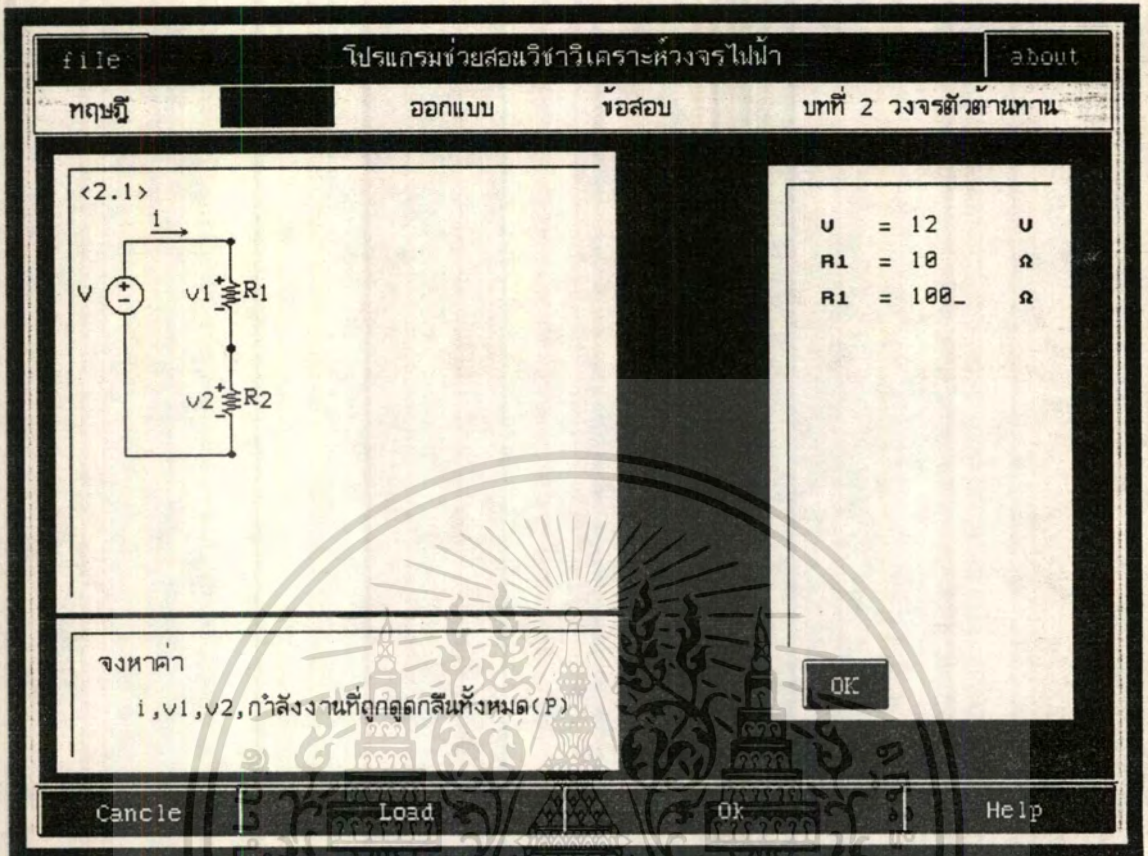 file โปรแกรมช่วยสอนวิชาวิเคราะห์วงจรไฟฟ้า about
ทฤษฎี ออกแบบ ข้อสอบ บทที่ 2 วงจรตัวต้านทาน
<2.1>
i
V + - v1 + - R1
v2 + - R2
U = 12 U
R1 = 10 Ω
R1 = 100_ Ω
OK
จงหาค่า
i,v1,v2,กำลังงานที่ถูกดูดกลืนทั้งหมด(P)
Cancle Load Ok Help